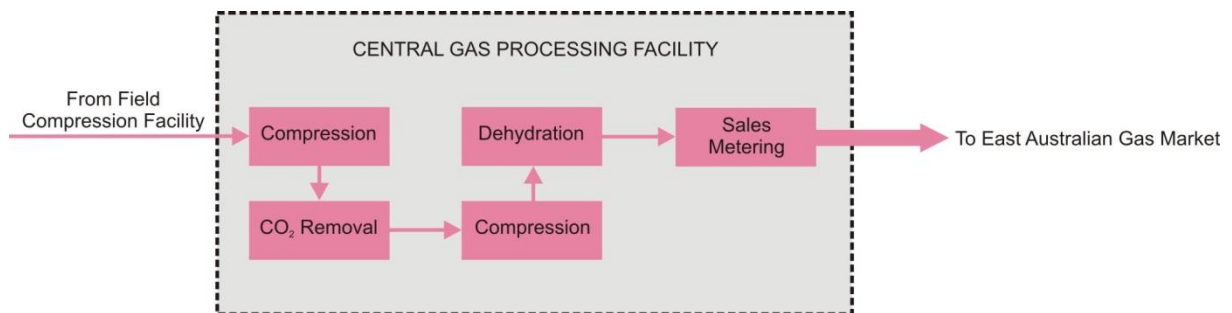 CENTRAL GAS PROCESSING FACILITY
From Field
Compression Facility
Compression
Dehydration
Sales
Metering
To East Australian Gas Market
CO₂ Removal
Compression